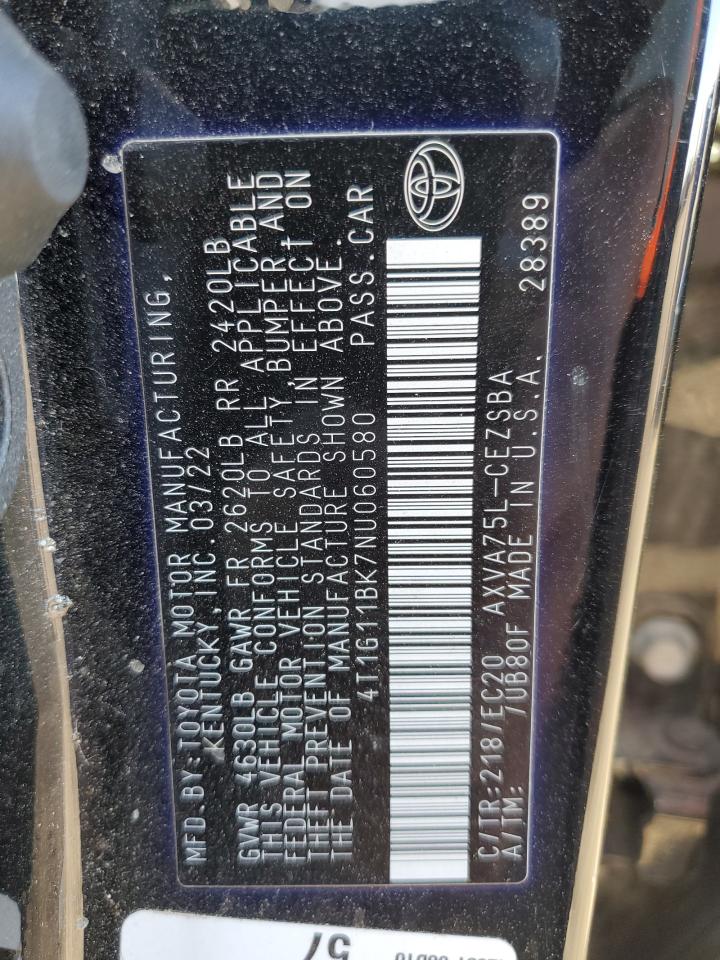 MFD.BY:TOYOTA MOTOR MANUFACTURING,
KENTUCKY, INC.03/22
GVWR 4630LB GAWR FR 2620LB RR 2420LB
THIS VEHICLE CONFORMS TO ALL APPLICABLE
FEDERAL MOTOR VEHICLE SAFETY, BUMPER, AND
THEFT PREVENTION STANDARDS IN EFFECT ON
THE DATE OF MANUFACTURE SHOWN ABOVE.
4T1G11BK7NU060580 PASS.CAR
C/TR:218/EC20 AXVA75L-CEZSBA 28389
A/TM: /UB80F MADE IN U.S.A.
57